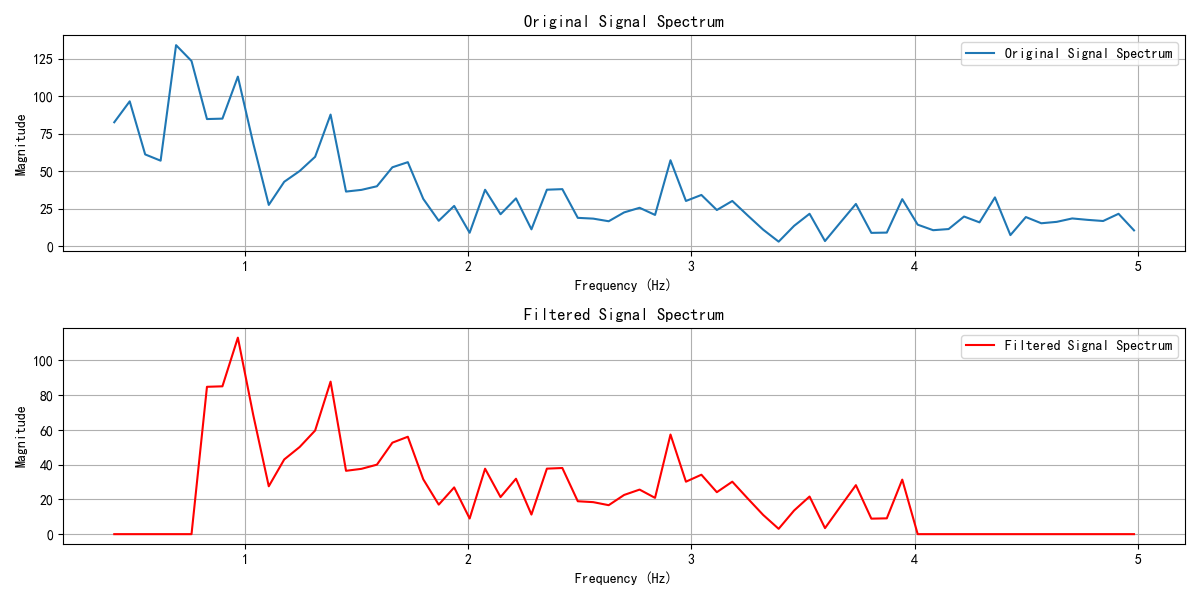 Original Signal Spectrum
Original Signal Spectrum
Magnitude
125
100
75
50
25
0
1 2 3 4 5
Frequency (Hz)
Filtered Signal Spectrum
Filtered Signal Spectrum
Magnitude
100
80
60
40
20
0
1 2 3 4 5
Frequency (Hz)